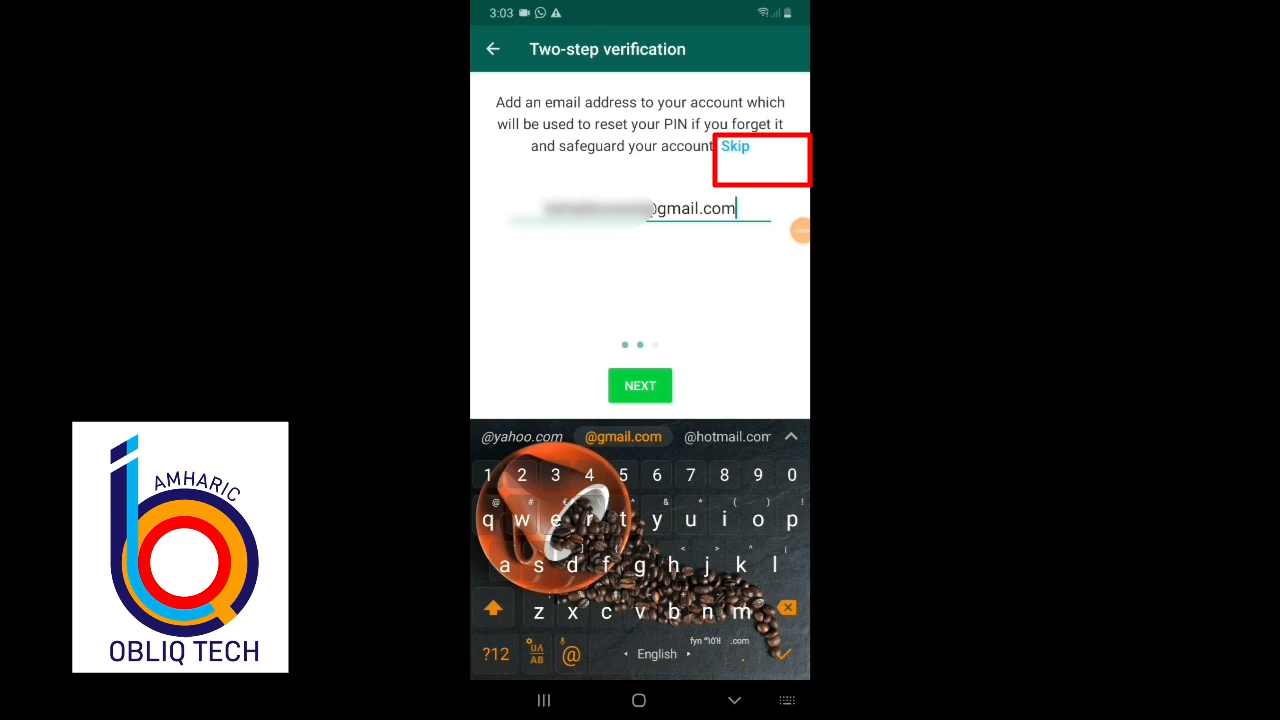 3:03
Two-step verification
Add an email address to your account which
will be used to reset your PIN if you forget it
and safeguard your account. Skip
@gmail.com
NEXT
@yahoo.com @gmail.com @hotmail.com
1 2 3 4 5 6 7 8 9 0
q w e r t y u i o p
a s d f g h j k l
z x c v b n m
?12 @ English .com
AMHARIC
OBLIQ TECH